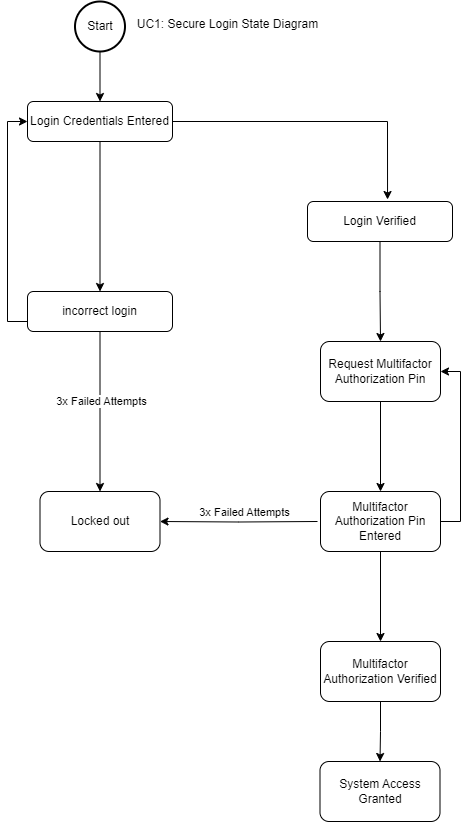 Start
UC1: Secure Login State Diagram
Login Credentials Entered
Login Verified
incorrect login
Request Multifactor
Authorization Pin
3x Failed Attempts
Locked out
3x Failed Attempts
Multifactor
Authorization Pin
Entered
Multifactor
Authorization Verified
System Access
Granted